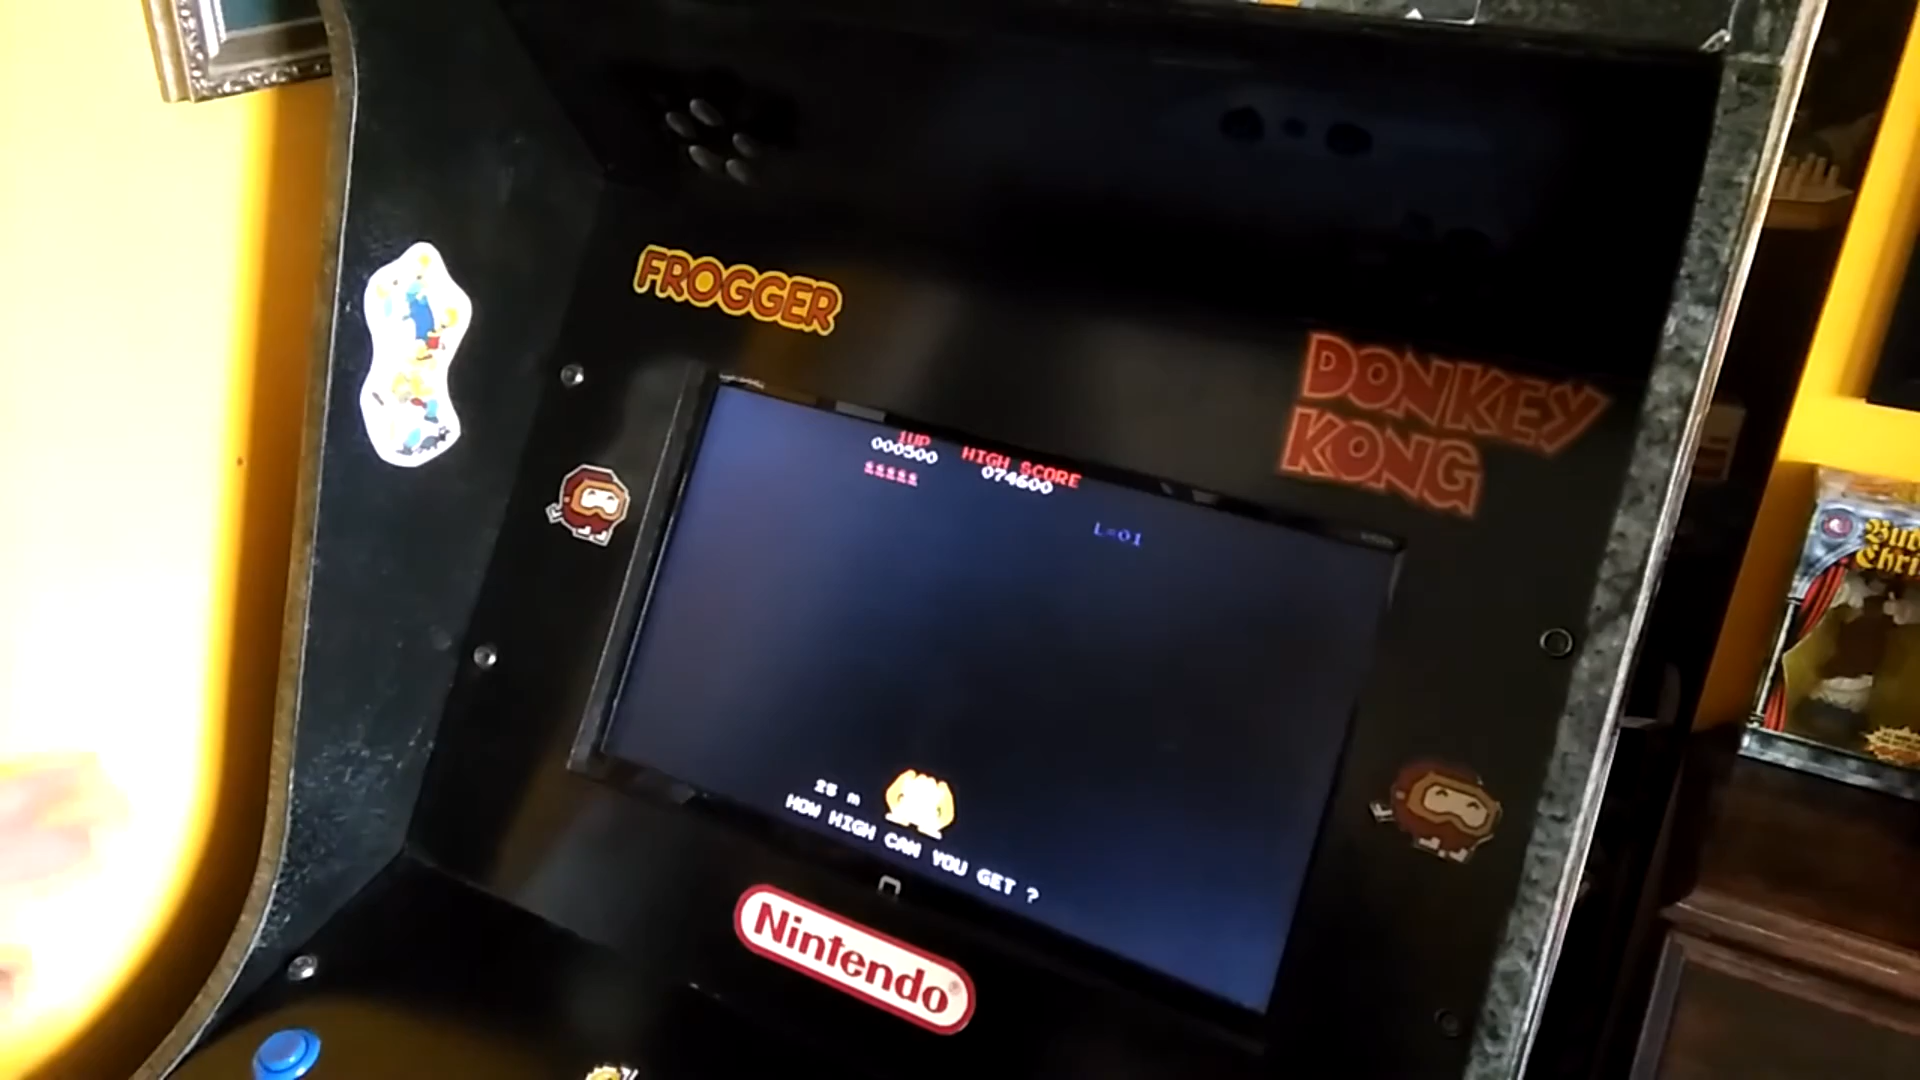 FROGGER
DONKEY
KONG
1UP
000500
HIGH SCORE
074600
L=01
25 m
HOW HIGH CAN YOU GET ?
Nintendo